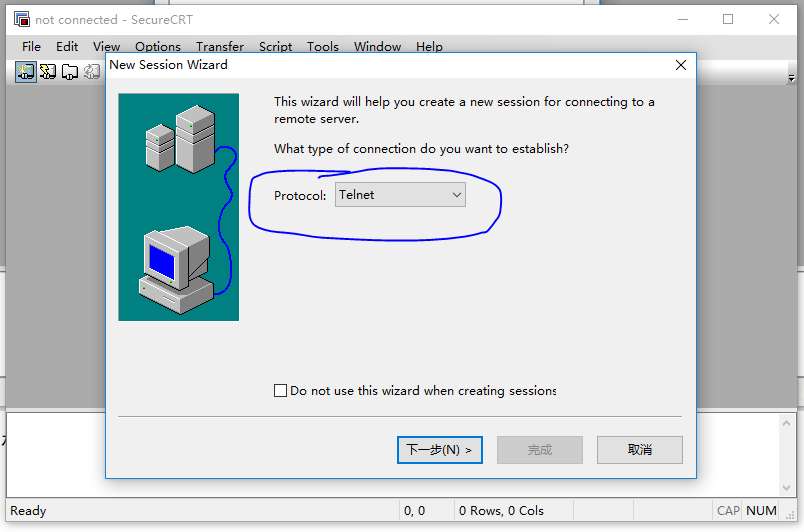 not connected - SecureCRT
File Edit View Options Transfer Script Tools Window Help
New Session Wizard
This wizard will help you create a new session for connecting to a
remote server.
What type of connection do you want to establish?
Protocol: Telnet
Do not use this wizard when creating sessions
下一步(N) > 完成 取消
Ready 0, 0 0 Rows, 0 Cols CAP NUM